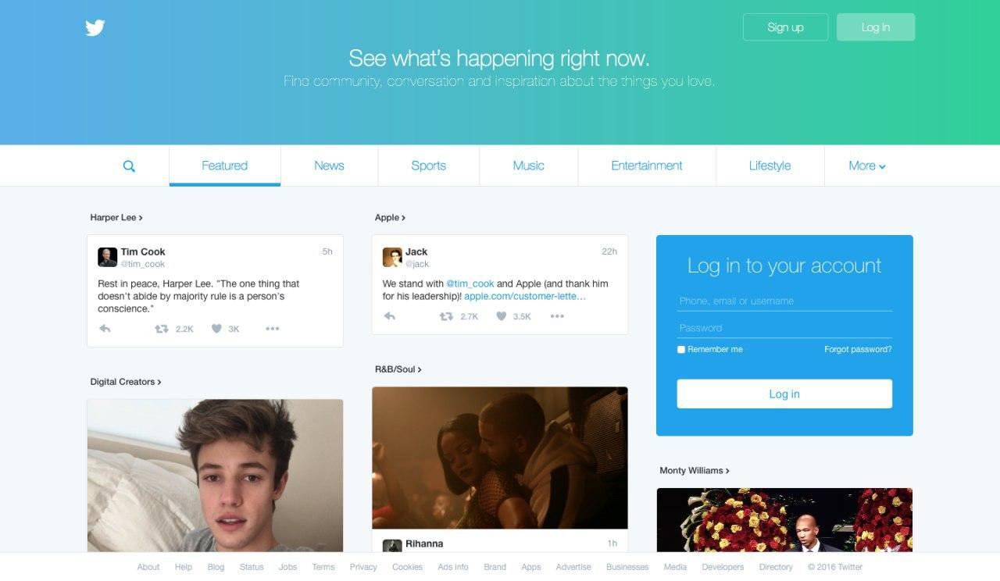 Sign up
Log In
See what's happening right now.
Find community, conversation and inspiration about the things you love.
Featured
News
Sports
Music
Entertainment
Lifestyle
More
Harper Lee
Tim Cook
5h
@tim_cook
Rest in peace, Harper Lee. "The one thing that
doesn't abide by majority rule is a person's
conscience."
2.2K
3K
Digital Creators
Apple
Jack
22h
@jack
We stand with @tim_cook and Apple (and thank him
for his leadership)! apple.com/customer-lette…
2.7K
3.5K
R&B/Soul
Rihanna
1h
Log in to your account
Phone, email or username
Password
Remember me
Forgot password?
Log in
Monty Williams
About Help Blog Status Jobs Terms Privacy Cookies Ads info Brand Apps Advertise Businesses Media Developers Directory © 2016 Twitter